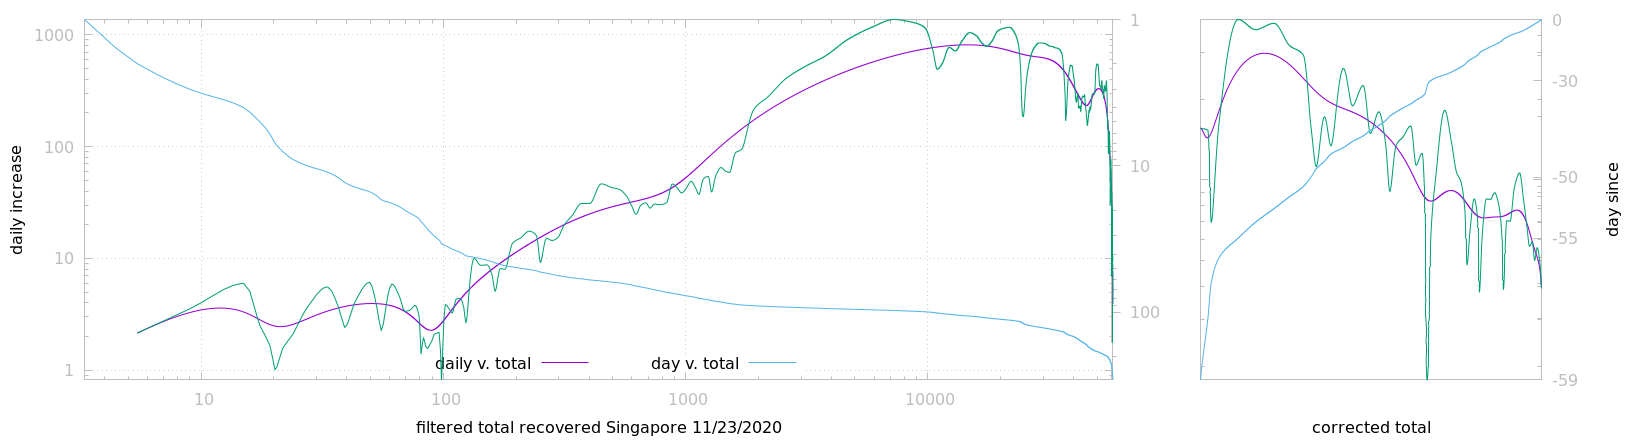 1000
100
10
1
daily increase
10
100
1000
10000
filtered total recovered Singapore 11/23/2020
daily v. total
day v. total
1
10
100
0
-30
-50
-55
-59
day since
corrected total